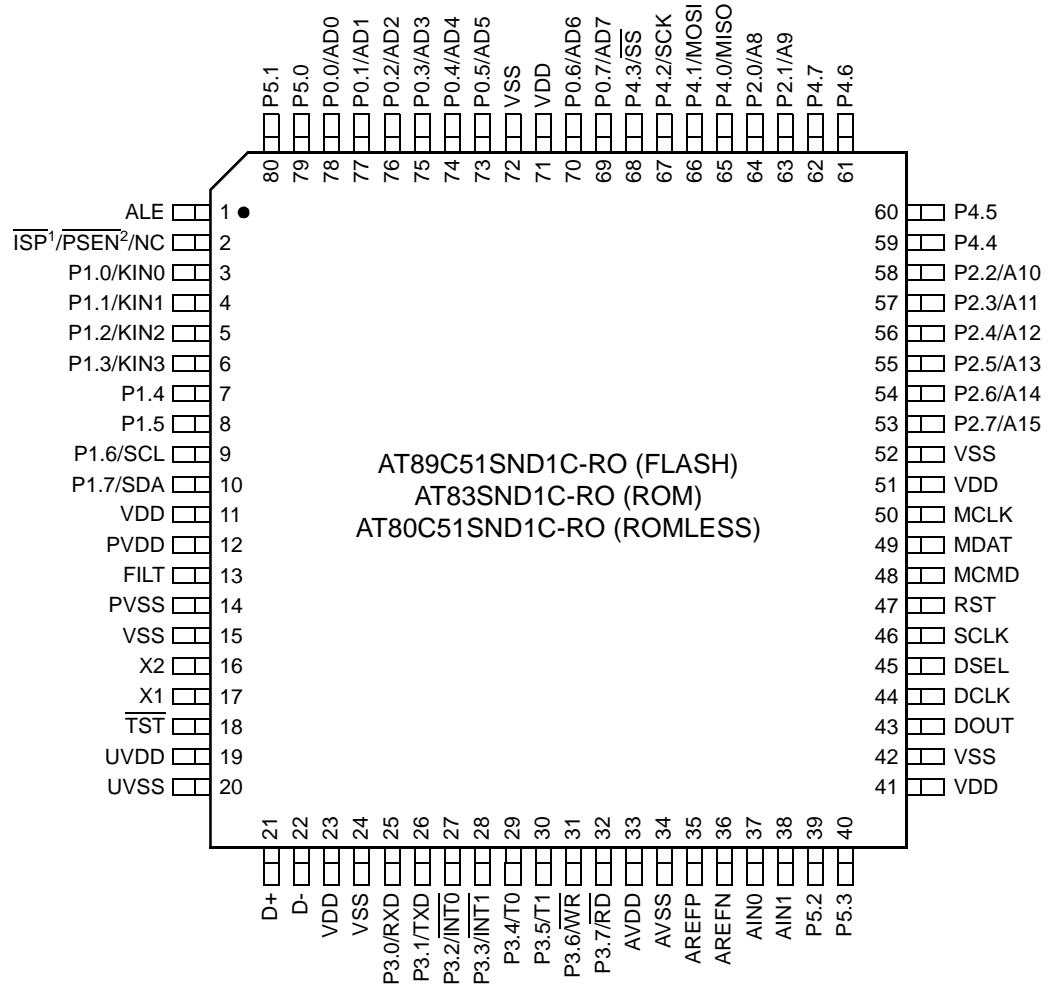 P5.1
P5.0
P0.0/AD0
P0.1/AD1
P0.2/AD2
P0.3/AD3
P0.4/AD4
P0.5/AD5
VSS
VDD
P0.6/AD6
P0.7/AD7
P4.3/SS
P4.2/SCK
P4.1/MOSI
P4.0/MISO
P2.0/A8
P2.1/A9
P4.7
P4.6
80 79 78 77 76 75 74 73 72 71 70 69 68 67 66 65 64 63 62 61
ALE 1 60 P4.5
ISP1/PSEN2/NC 2 59 P4.4
P1.0/KIN0 3 58 P2.2/A10
P1.1/KIN1 4 57 P2.3/A11
P1.2/KIN2 5 56 P2.4/A12
P1.3/KIN3 6 55 P2.5/A13
P1.4 7 54 P2.6/A14
P1.5 8 53 P2.7/A15
P1.6/SCL 9 52 VSS
P1.7/SDA 10 51 VDD
VDD 11 50 MCLK
PVDD 12 49 MDAT
FILT 13 48 MCMD
PVSS 14 47 RST
VSS 15 46 SCLK
X2 16 45 DSEL
X1 17 44 DCLK
TST 18 43 DOUT
UVDD 19 42 VSS
UVSS 20 41 VDD
AT89C51SND1C-RO (FLASH)
AT83SND1C-RO (ROM)
AT80C51SND1C-RO (ROMLESS)
21 22 23 24 25 26 27 28 29 30 31 32 33 34 35 36 37 38 39 40
D+
D-
VDD
VSS
P3.0/RXD
P3.1/TXD
P3.2/INT0
P3.3/INT1
P3.4/T0
P3.5/T1
P3.6/WR
P3.7/RD
AVDD
AVSS
AREFP
AREFN
AIN0
AIN1
P5.2
P5.3